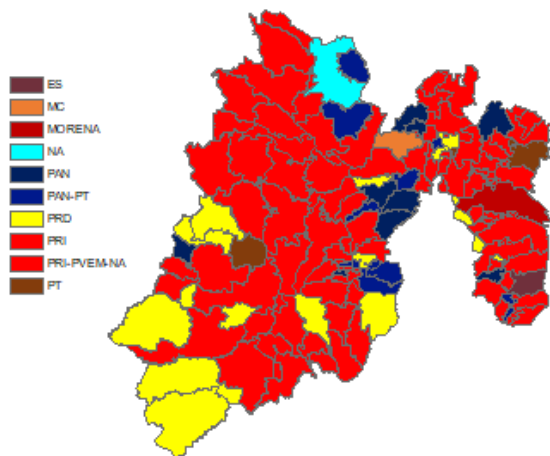 ES
MC
MORENA
NA
PAN
PAN-PT
PRD
PRI
PRI-PVEM-NA
PT